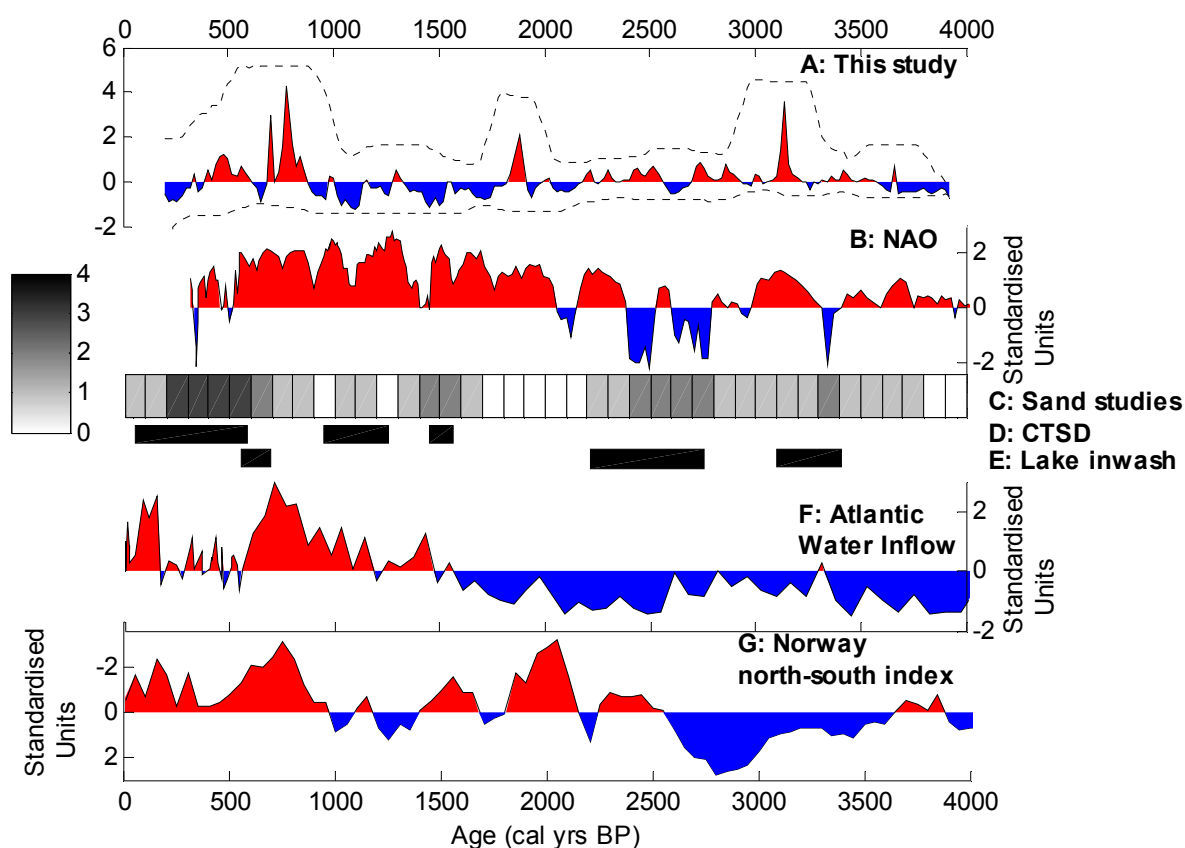 0 500 1000 1500 2000 2500 3000 3500 4000
6
4
2
0
-2
A: This study
B: NAO
2
0
-2
Standardised
Units
4
3
2
1
0
C: Sand studies
D: CTSD
E: Lake inwash
F: Atlantic
Water Inflow
2
0
-2
Standardised
Units
G: Norway
north-south index
-2
0
2
Standardised
Units
0 500 1000 1500 2000 2500 3000 3500 4000
Age (cal yrs BP)